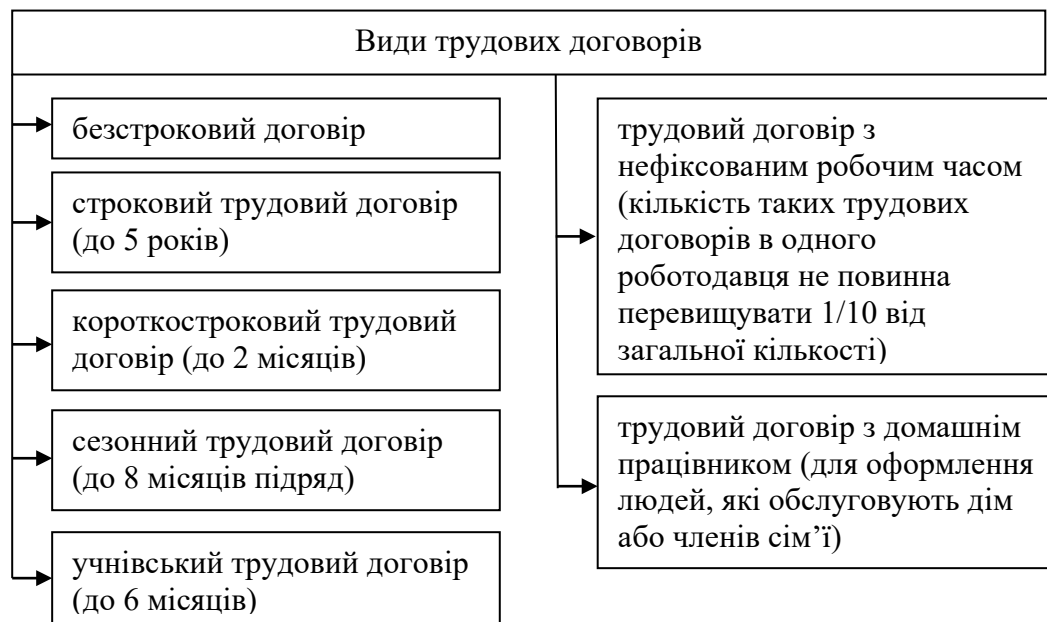 Види трудових договорів
безстроковий договір
строковий трудовий договір
(до 5 років)
короткостроковий трудовий
договір (до 2 місяців)
сезонний трудовий договір
(до 8 місяців підряд)
учнівський трудовий договір
(до 6 місяців)
трудовий договір з
нефіксованим робочим часом
(кількість таких трудових
договорів в одного
роботодавця не повинна
перевищувати 1/10 від
загальної кількості)
трудовий договір з домашнім
працівником (для оформлення
людей, які обслуговують дім
або членів сім’ї)